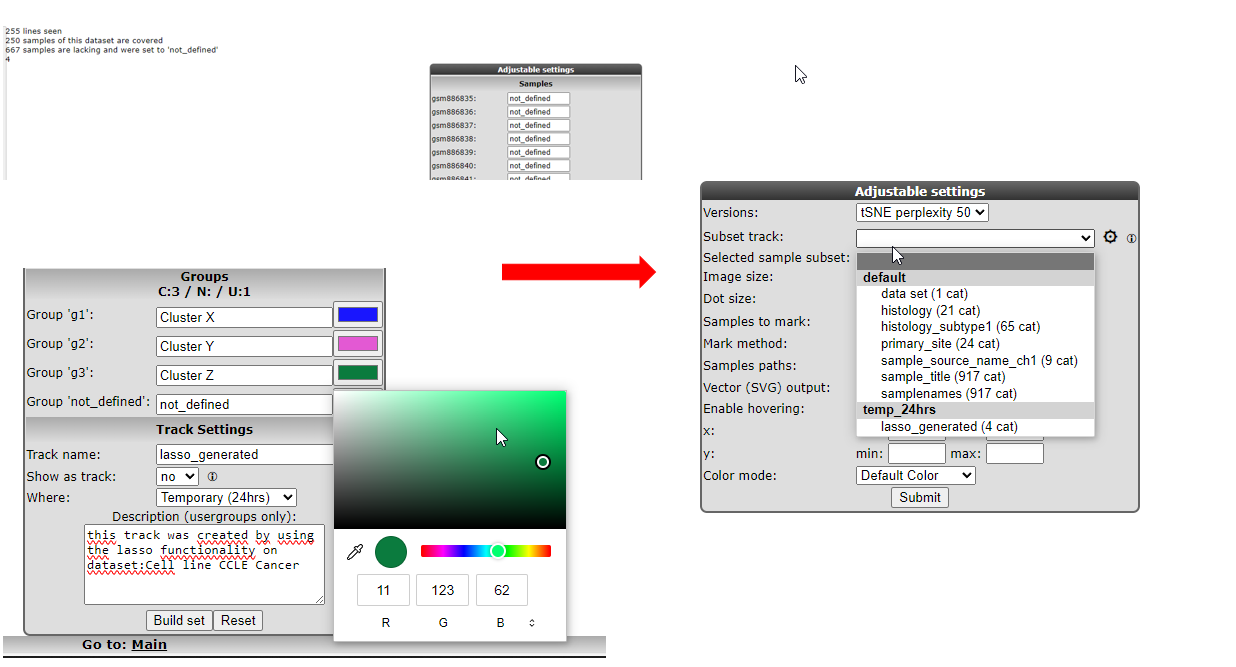 255 lines seen
250 samples of this dataset are covered
667 samples are lacking and were set to 'not_defined'
4
Adjustable settings
Samples
gsm886835: not_defined
gsm886836: not_defined
gsm886837: not_defined
gsm886838: not_defined
gsm886839: not_defined
gsm886840: not_defined
gsm886841: not_defined
Groups
C:3 / N: / U:1
Group 'g1': Cluster X
Group 'g2': Cluster Y
Group 'g3': Cluster Z
Group 'not_defined': not_defined
Track Settings
Track name: lasso_generated
Show as track: no
Where: Temporary (24hrs)
Description (usergroups only):
this track was created by using
the lasso functionality on
dataset:Cell line CCLE Cancer
Build set Reset
Go to: Main
11 123 62
R G B
Adjustable settings
Versions: tSNE perplexity 50
Subset track:
Selected sample subset:
Image size:
Dot size:
Samples to mark:
Mark method:
Samples paths:
Vector (SVG) output:
Enable hovering:
x:
y: min: max:
Color mode: Default Color
Submit
default
data set (1 cat)
histology (21 cat)
histology_subtype1 (65 cat)
primary_site (24 cat)
sample_source_name_ch1 (9 cat)
sample_title (917 cat)
samplenames (917 cat)
temp_24hrs
lasso_generated (4 cat)